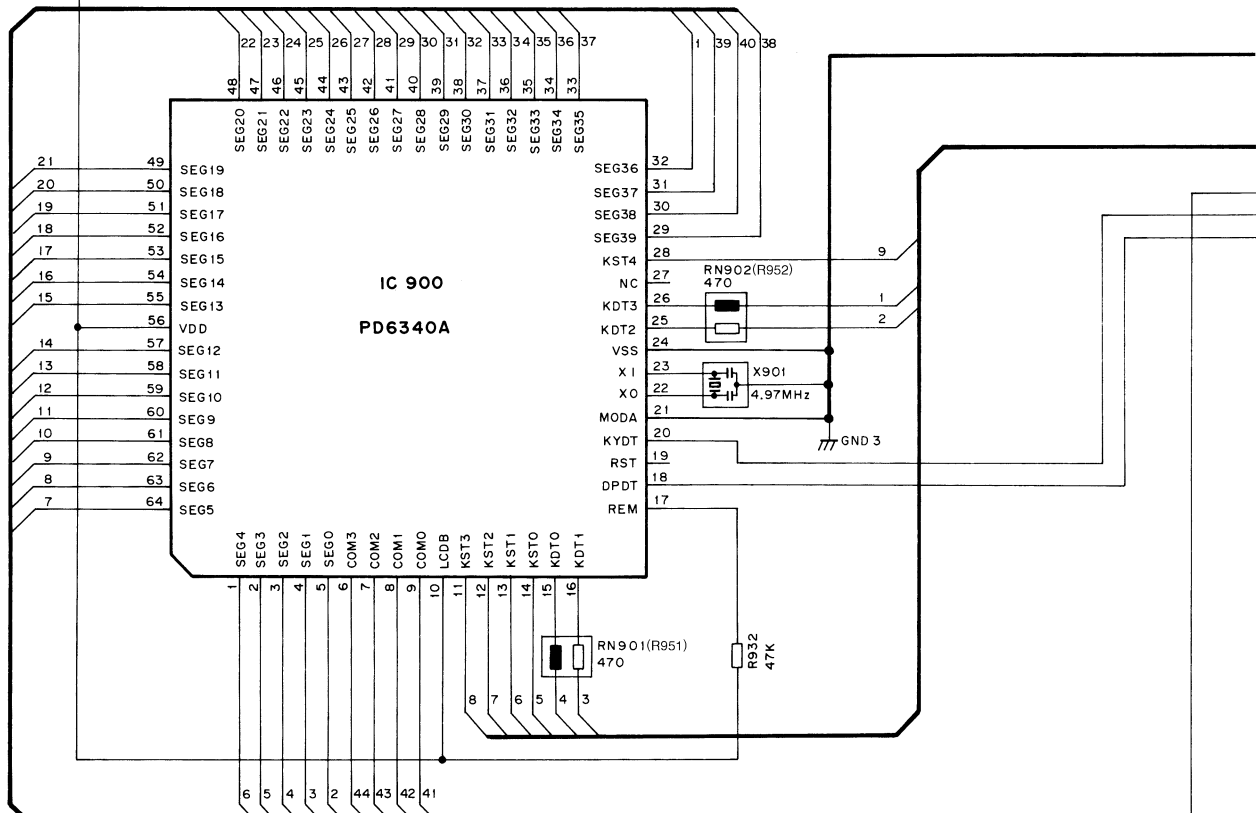 22 23 24 25 26 27 28 29 30 31 32 33 34 35 36 37
1 39 40 38
48 47 46 45 44 43 42 41 40 39 38 37 36 35 34 33
SEG20 SEG21 SEG22 SEG23 SEG24 SEG25 SEG26 SEG27 SEG28 SEG29 SEG30 SEG31 SEG32 SEG33 SEG34 SEG35
21 49 SEG19
20 50 SEG18
19 51 SEG17
18 52 SEG16
17 53 SEG15
16 54 SEG14
15 55 SEG13
56 VDD
14 57 SEG12
13 58 SEG11
12 59 SEG10
11 60 SEG9
10 61 SEG8
9 62 SEG7
8 63 SEG6
7 64 SEG5
IC 900
PD6340A
SEG36 32
SEG37 31
SEG38 30
SEG39 29
KST4 28 9
NC 27
KDT3 26 1
KDT2 25 2
VSS 24
XI 23
XO 22
MODA 21
KYDT 20
RST 19
DPDT 18
REM 17
RN902(R952)
470
X901
4.97MHz
GND 3
SEG4 SEG3 SEG2 SEG1 SEG0 COM3 COM2 COM1 COM0 LCDB KST3 KST2 KST1 KST0 KDT0 KDT1
1 2 3 4 5 6 7 8 9 10 11 12 13 14 15 16
RN901(R951)
470
R932
47K
8 7 6 5 4 3
6 5 4 3 2 44 43 42 41